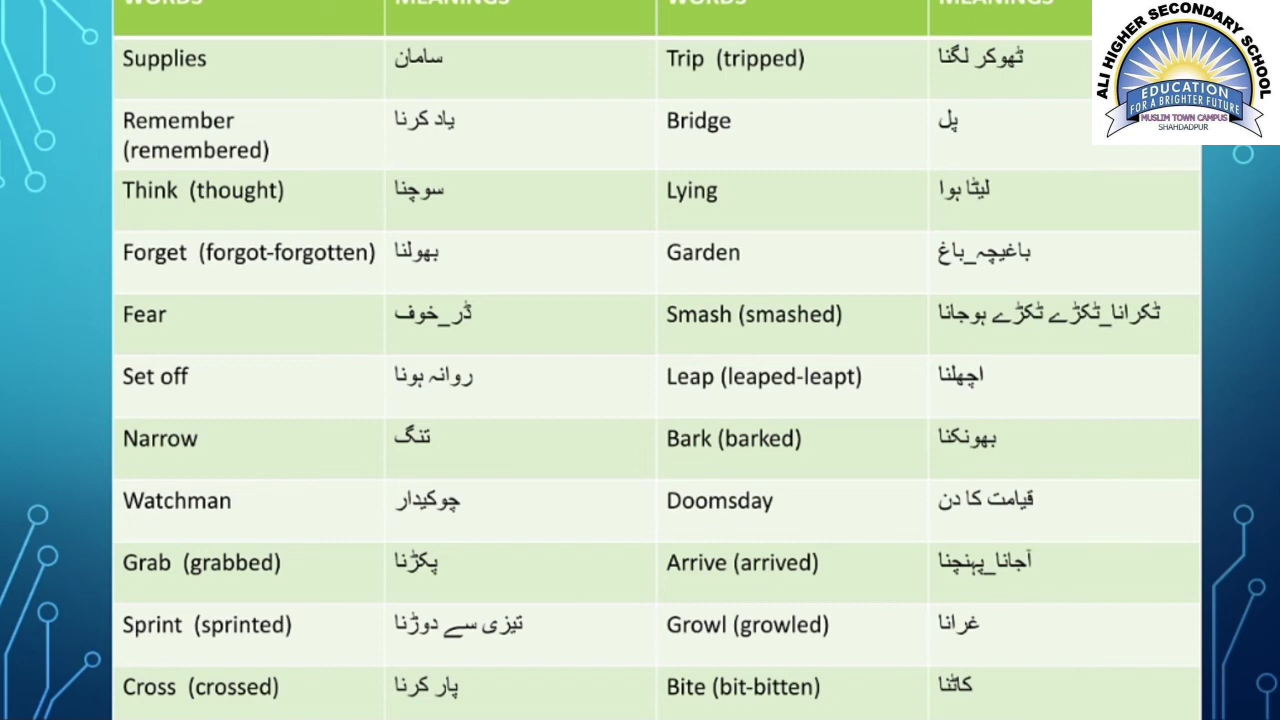 WORDS MEANINGS WORDS MEANINGS
Supplies سامان Trip (tripped) ٹھوکر لگنا
Remember یاد کرنا Bridge پل
(remembered)
Think (thought) سوچنا Lying لیٹا ہوا
Forget (forgot-forgotten) بھولنا Garden باغیچہ_باغ
Fear ڈر_خوف Smash (smashed) ٹکرانا_ٹکڑے ٹکڑے ہوجانا
Set off روانہ ہونا Leap (leaped-leapt) اچھلنا
Narrow تنگ Bark (barked) بھونکنا
Watchman چوکیدار Doomsday قیامت کا دن
Grab (grabbed) پکڑنا Arrive (arrived) آجانا_پہنچنا
Sprint (sprinted) تیزی سے دوڑنا Growl (growled) غرانا
Cross (crossed) پار کرنا Bite (bit-bitten) کاٹنا
ALI HIGHER SECONDARY SCHOOL
EDUCATION
FOR A BRIGHTER FUTURE
MUSLIM TOWN CAMPUS
SHAHDADPUR